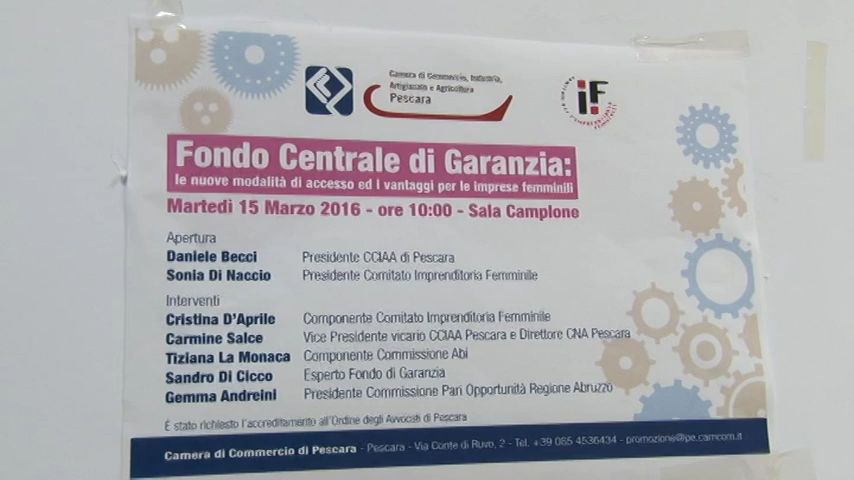 Camera di Commercio, Industria,
Artigianato e Agricoltura
Pescara
iF
Fondo Centrale di Garanzia:
le nuove modalità di accesso ed i vantaggi per le imprese femminili
Martedì 15 Marzo 2016 - ore 10:00 - Sala Camplone
Apertura
Daniele Becci Presidente CCIAA di Pescara
Sonia Di Naccio Presidente Comitato Imprenditoria Femminile
Interventi
Cristina D'Aprile Componente Comitato Imprenditoria Femminile
Carmine Salce Vice Presidente vicario CCIAA Pescara e Direttore CNA Pescara
Tiziana La Monaca Componente Commissione Abi
Sandro Di Cicco Esperto Fondo di Garanzia
Gemma Andreini Presidente Commissione Pari Opportunità Regione Abruzzo
È stato richiesto l'accreditamento all'Ordine degli Avvocati di Pescara
Camera di Commercio di Pescara - Pescara - Via Conte di Ruvo, 2 - Tel. +39 085 4536434 - promozione@pe.camcom.it